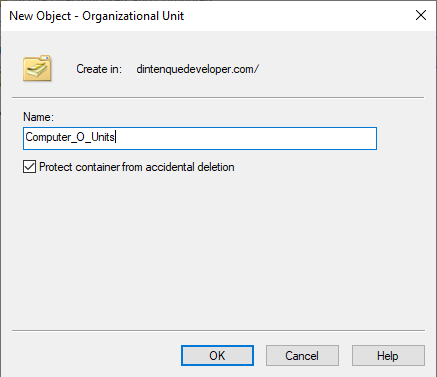 New Object - Organizational Unit
Create in: dintenquedeveloper.com/
Name:
Computer_O_Units
Protect container from accidental deletion
OK Cancel Help